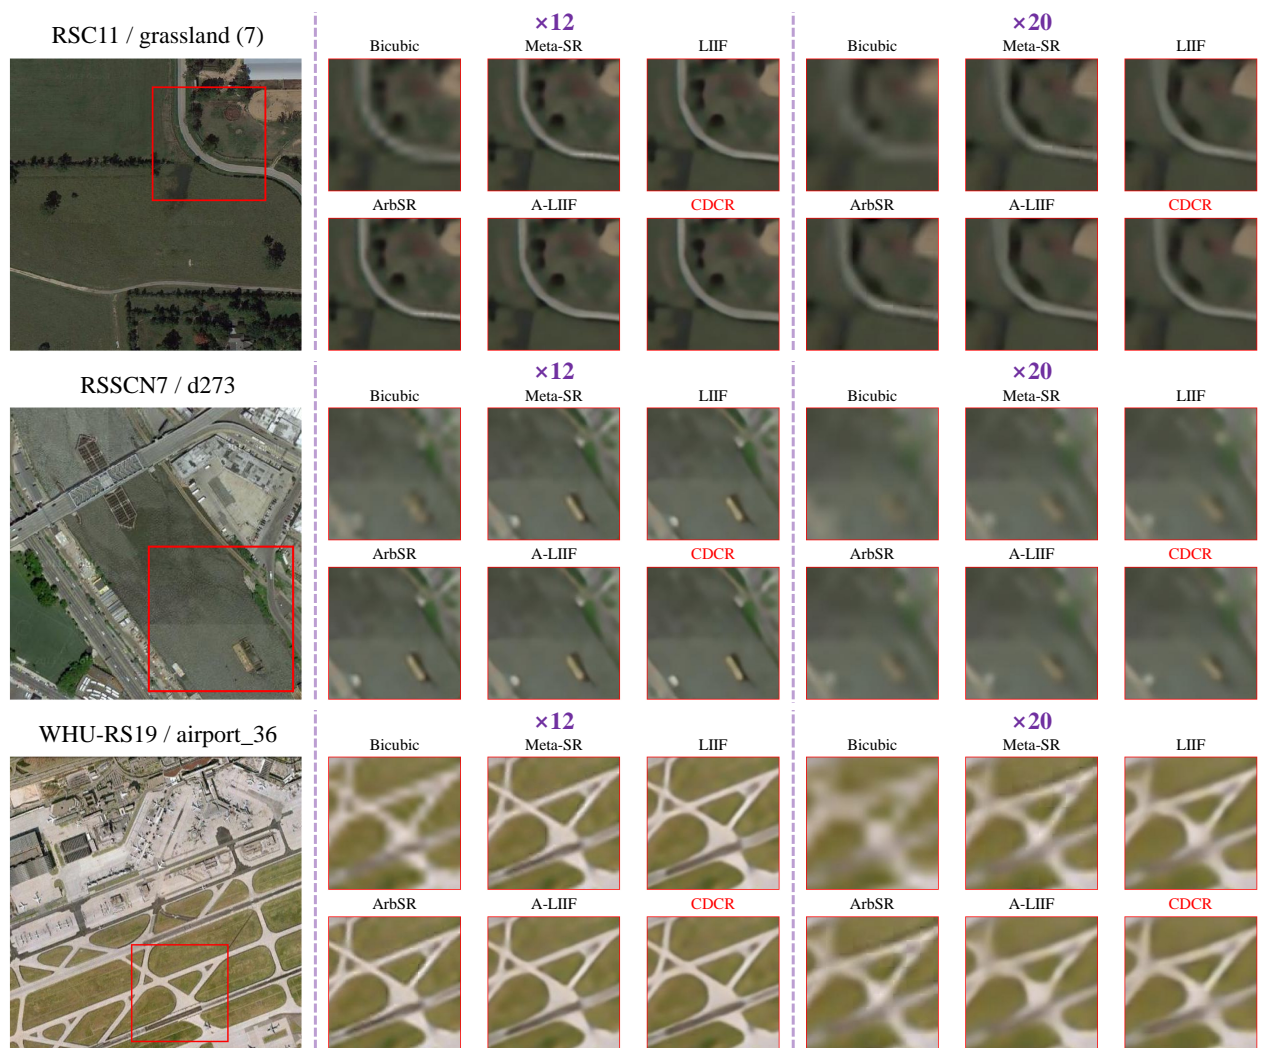 RSC11 / grassland (7)
×12
×20
Bicubic Meta-SR LIIF Bicubic Meta-SR LIIF
ArbSR A-LIIF CDCR ArbSR A-LIIF CDCR
RSSCN7 / d273
×12
×20
Bicubic Meta-SR LIIF Bicubic Meta-SR LIIF
ArbSR A-LIIF CDCR ArbSR A-LIIF CDCR
WHU-RS19 / airport_36
×12
×20
Bicubic Meta-SR LIIF Bicubic Meta-SR LIIF
ArbSR A-LIIF CDCR ArbSR A-LIIF CDCR